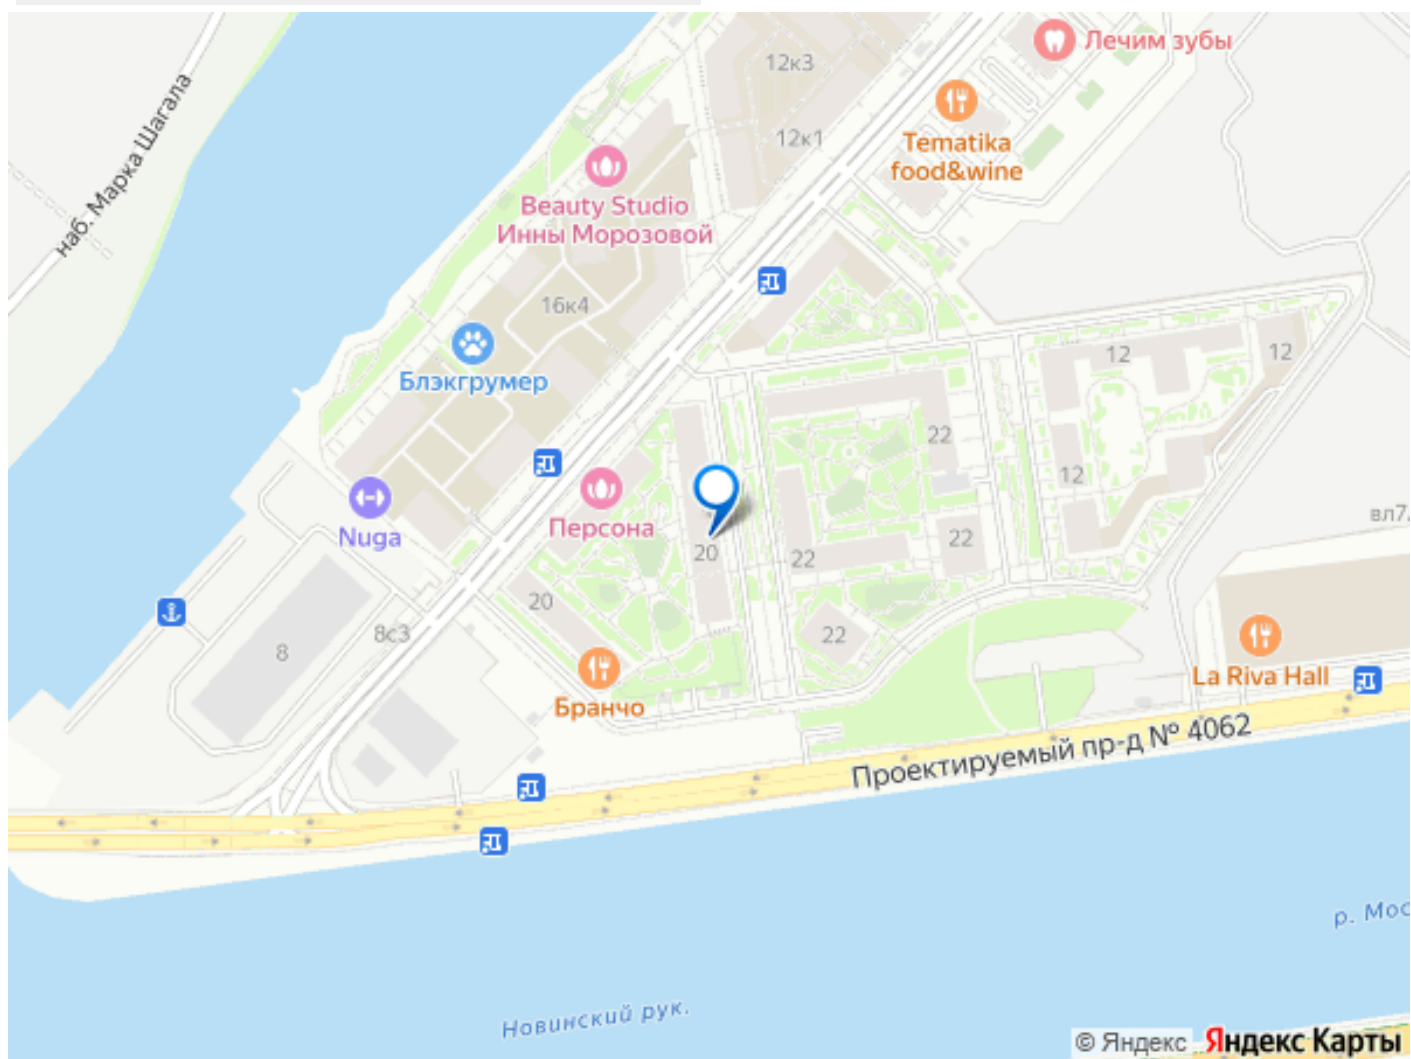 12к3
Лечим зубы
наб. Марка Шагала
12к1
Tematika
food&wine
Beauty Studio
Инны Морозовой
16к4
Блэкгрумер
12
12
22
12
Персона
Nuga
20
22
22
вл7
20
8с3
22
8
La Riva Hall
Бранчо
Проектируемый пр-д № 4062
р. Мос
Новинский рук.
© Яндекс Яндекс Карты